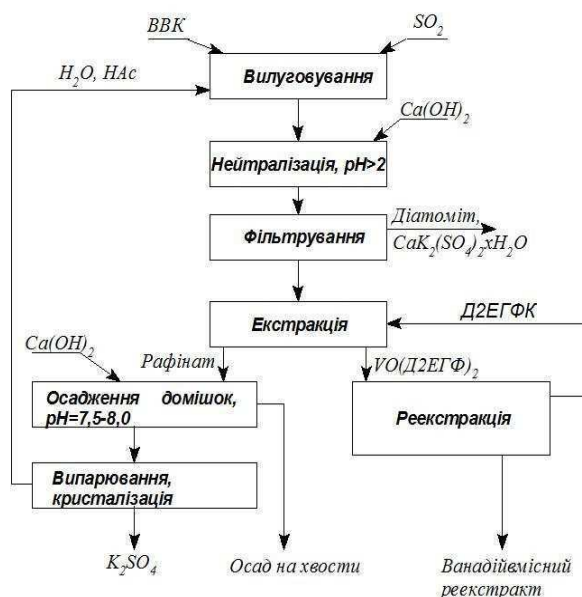 ВВК
SO2
H2O, HAc
Вилуговування
Ca(OH)2
Нейтралізація, pH>2
Діатоміт,
CaK2(SO4)2xH2O
Фільтрування
Д2ЕГФК
Екстракція
Ca(OH)2
Рафінат
VO(Д2ЕГФ)2
Осадження домішок,
pH=7,5-8,0
Реекстракція
Випарювання,
кристалізація
K2SO4
Осад на хвости
Ванадіймвісний
реекстракт